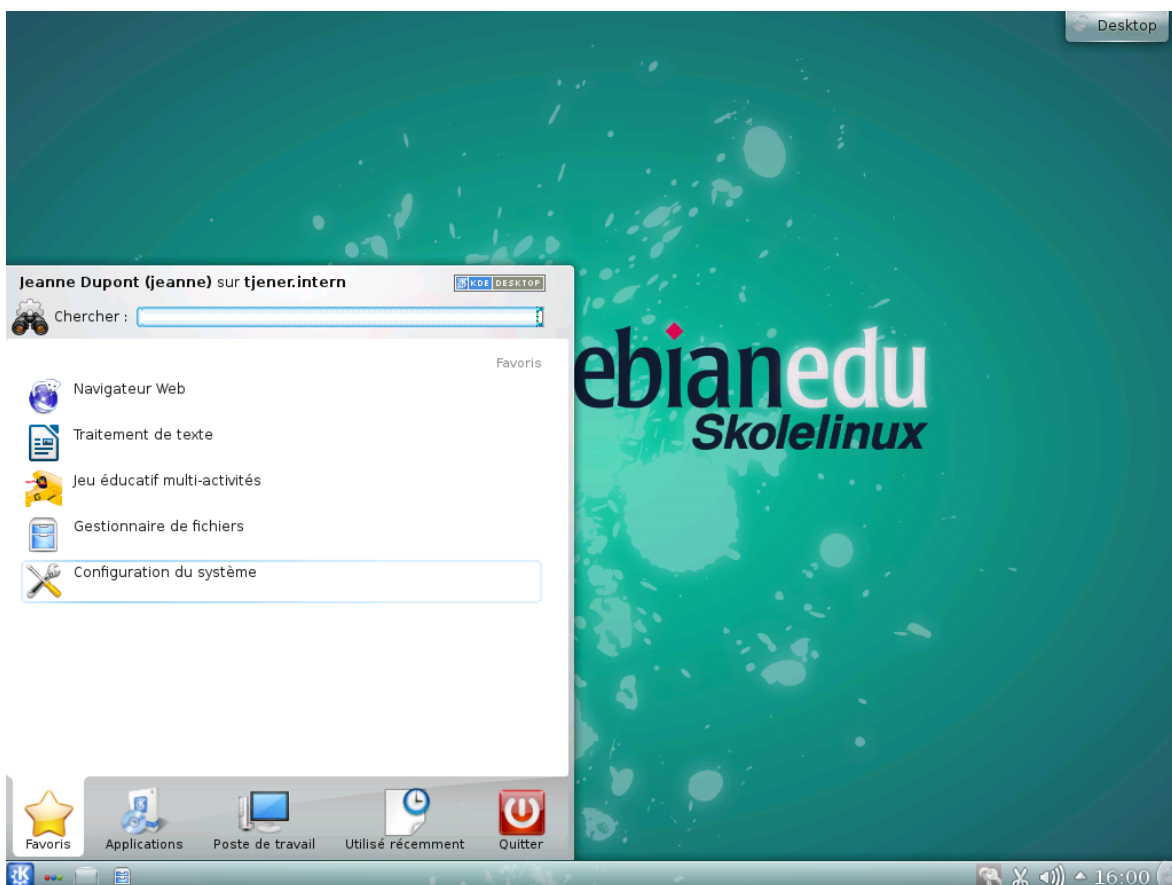 Desktop
Jeanne Dupont (jeanne) sur tjener.intern
KDE DESKTOP
Chercher :
Favoris
Navigateur Web
Traitement de texte
Jeu éducatif multi-activités
Gestionnaire de fichiers
Configuration du système
ebianedu
Skolelinux
Favoris
Applications
Poste de travail
Utilisé récemment
Quitter
16:00